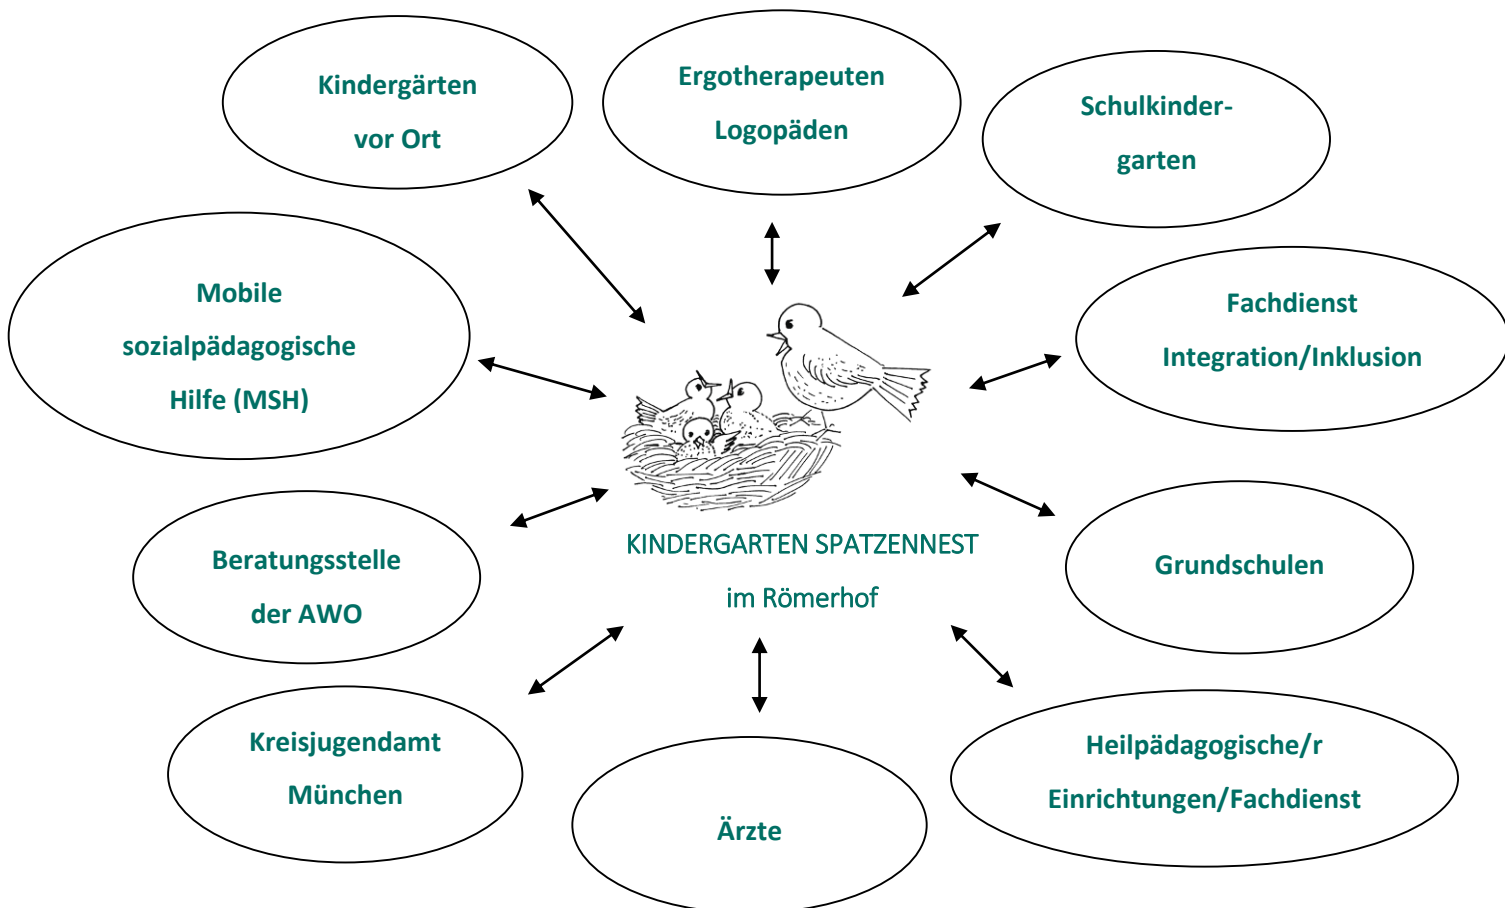 Kindergärten
vor Ort
Ergotherapeuten
Logopäden
Schulkinder-
garten
Mobile
sozialpädagogische
Hilfe (MSH)
Fachdienst
Integration/Inklusion
Beratungsstelle
der AWO
KINDERGARTEN SPATZENNEST
im Römerhof
Grundschulen
Kreisjugendamt
München
Ärzte
Heilpädagogische/r
Einrichtungen/Fachdienst